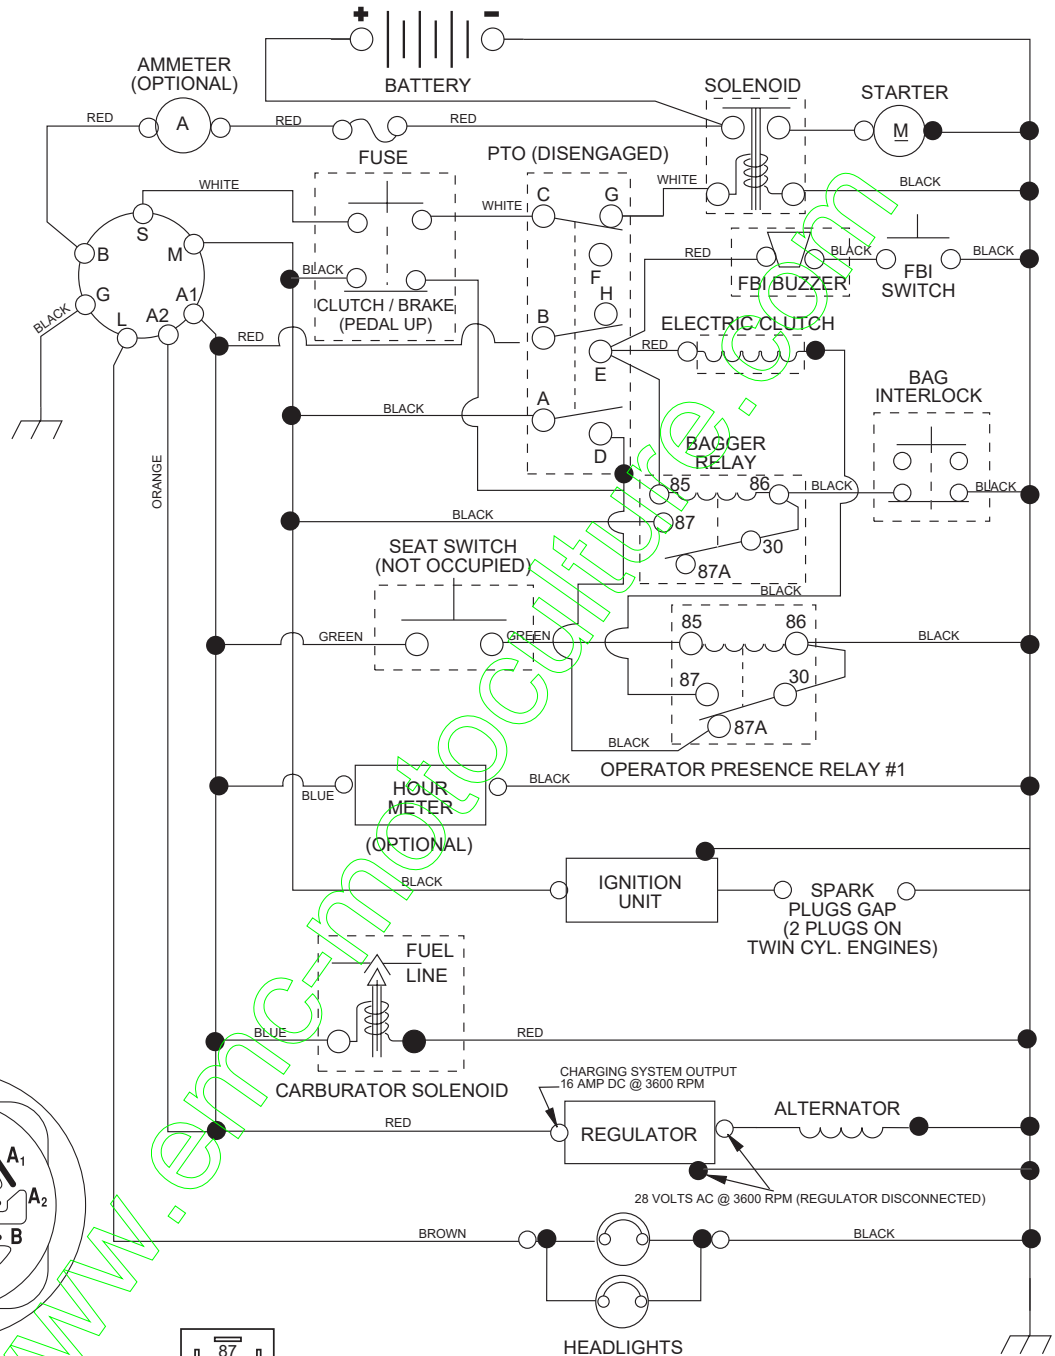 + −
BATTERY
AMMETER
(OPTIONAL)
SOLENOID
STARTER
RED
A
RED
RED
M
FUSE
PTO (DISENGAGED)
WHITE
WHITE
C
G
WHITE
BLACK
S
B
M
F
RED
BLACK
BLACK
FBI BUZZER
FBI
SWITCH
BLACK
CLUTCH / BRAKE
(PEDAL UP)
G
A1
L
A2
BLACK
H
B
ELECTRIC CLUTCH
RED
RED
E
BAG
INTERLOCK
A
BLACK
D
BAGGER
RELAY
ORANGE
85
86
BLACK
BLACK
BLACK
87
30
87A
SEAT SWITCH
(NOT OCCUPIED)
BLACK
GREEN
GREEN
85
86
BLACK
87
30
87A
BLACK
OPERATOR PRESENCE RELAY #1
BLUE
HOUR
METER
BLACK
(OPTIONAL)
BLACK
IGNITION
UNIT
SPARK
PLUGS GAP
(2 PLUGS ON
TWIN CYL. ENGINES)
FUEL
LINE
BLUE
RED
CARBURATOR SOLENOID
CHARGING SYSTEM OUTPUT
16 AMP DC @ 3600 RPM
RED
REGULATOR
ALTERNATOR
28 VOLTS AC @ 3600 RPM (REGULATOR DISCONNECTED)
A1
A2
B
BROWN
BLACK
HEADLIGHTS
87
www.emc-motoculture.com